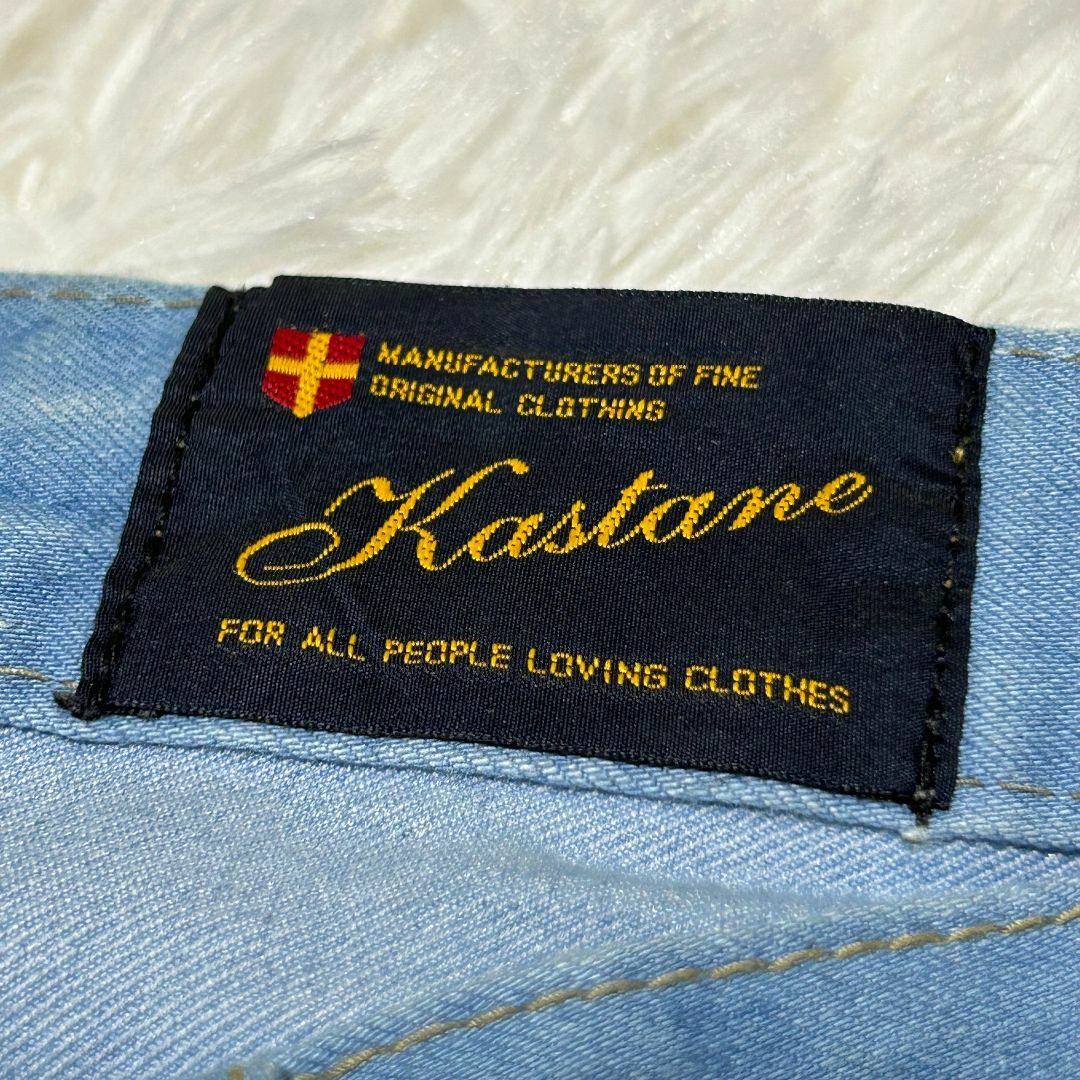 MANUFACTURERS OF FINE
ORIGINAL CLOTHING
Kastane
FOR ALL PEOPLE LOVING CLOTHES